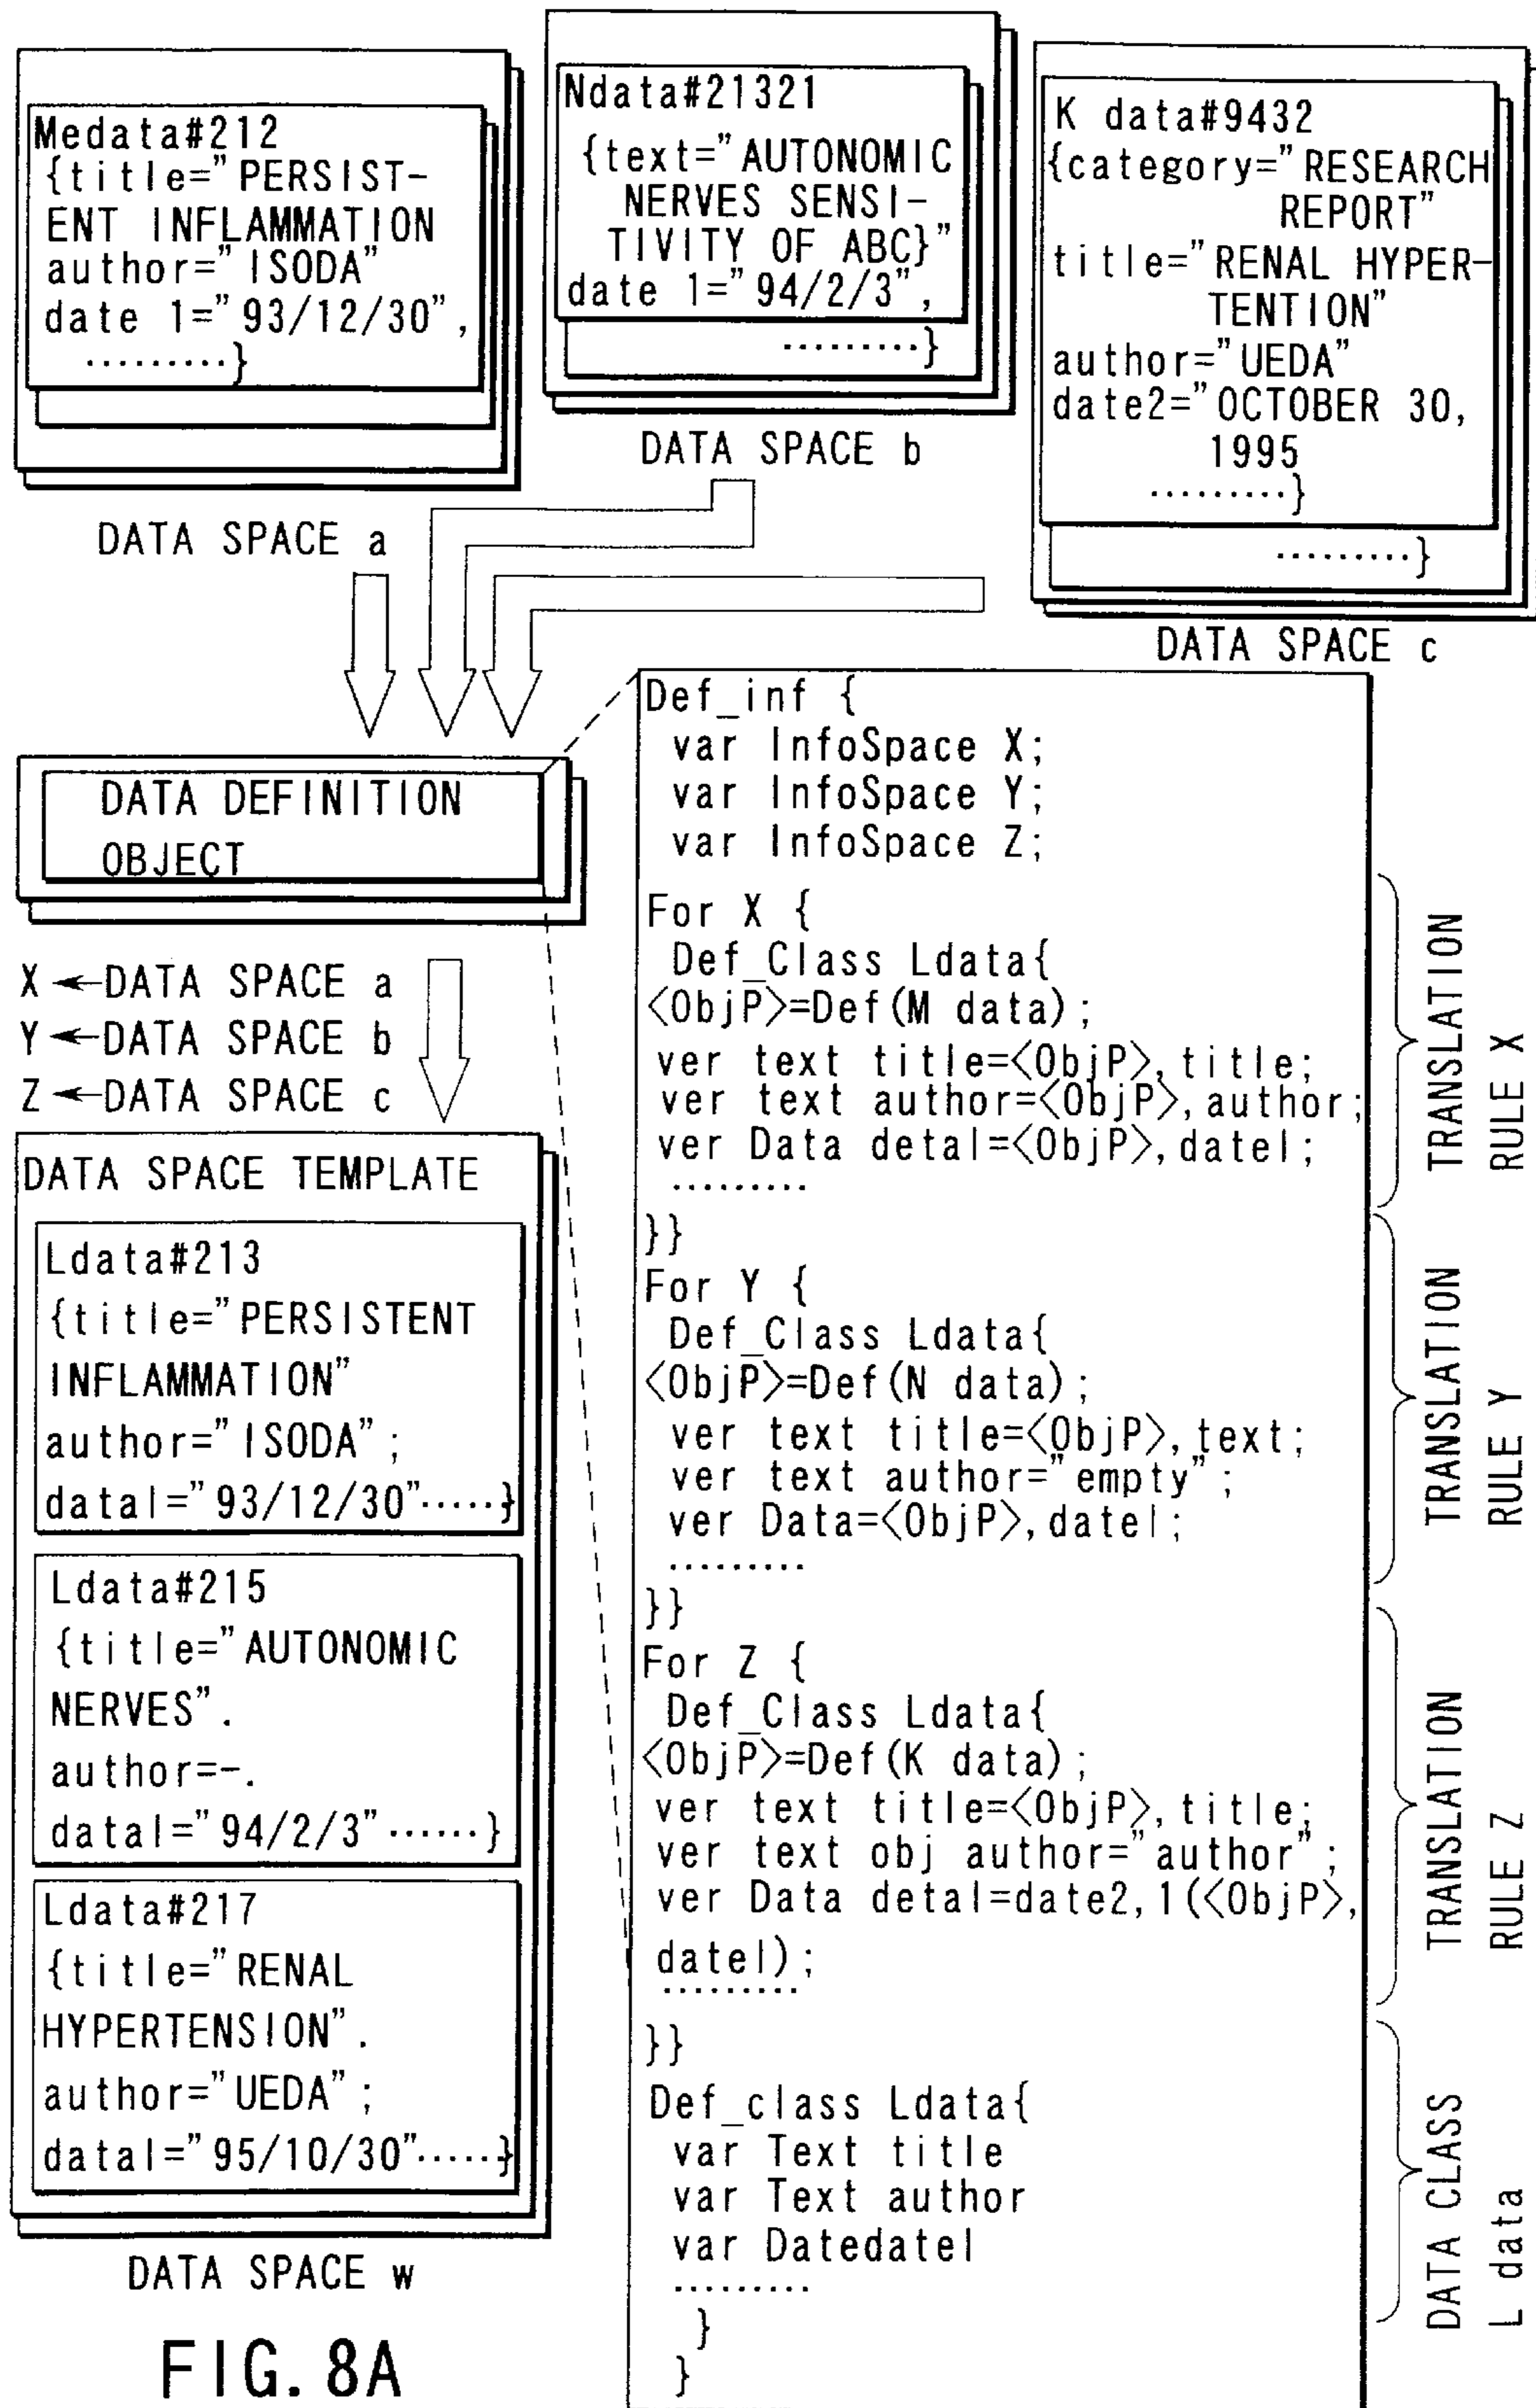 Medata#212
{title="PERSIST-
ENT INFLAMMATION
author="ISODA"
date 1="93/12/30",
.........}
DATA SPACE a
Ndata#21321
{text="AUTONOMIC
NERVES SENSI-
TIVITY OF ABC}"
date 1="94/2/3",
.........}
DATA SPACE b
K data#9432
{category="RESEARCH
REPORT"
title="RENAL HYPER-
TENTION"
author="UEDA"
date2="OCTOBER 30,
1995
.........}
.........}
DATA SPACE c
DATA DEFINITION
OBJECT
X ←DATA SPACE a
Y ←DATA SPACE b
Z ←DATA SPACE c
DATA SPACE TEMPLATE
Ldata#213
{title="PERSISTENT
INFLAMMATION"
author="ISODA";
datal="93/12/30"·····}
Ldata#215
{title="AUTONOMIC
NERVES".
author=-.
datal="94/2/3"······}
Ldata#217
{title="RENAL
HYPERTENSION".
author="UEDA";
datal="95/10/30"·····}
DATA SPACE w
Def_inf {
var InfoSpace X;
var InfoSpace Y;
var InfoSpace Z;
For X {
Def_Class Ldata{
<ObjP>=Def(M data);
ver text title=<ObjP>,title;
ver text author=<ObjP>,author;
ver Data detal=<ObjP>,datel;
.........
}}
For Y {
Def_Class Ldata{
<ObjP>=Def(N data);
ver text title=<ObjP>,text;
ver text author="empty";
ver Data=<ObjP>,datel;
.........
}}
For Z {
Def_Class Ldata{
<ObjP>=Def(K data);
ver text title=<ObjP>,title;
ver text obj author="author";
ver Data detal=date2,1(<ObjP>,
datel);
.........
}}
Def_class Ldata{
var Text title
var Text author
var Datedatel
.........
}
}
TRANSLATION
RULE X
TRANSLATION
RULE Y
TRANSLATION
RULE Z
DATA CLASS
L data
FIG. 8A